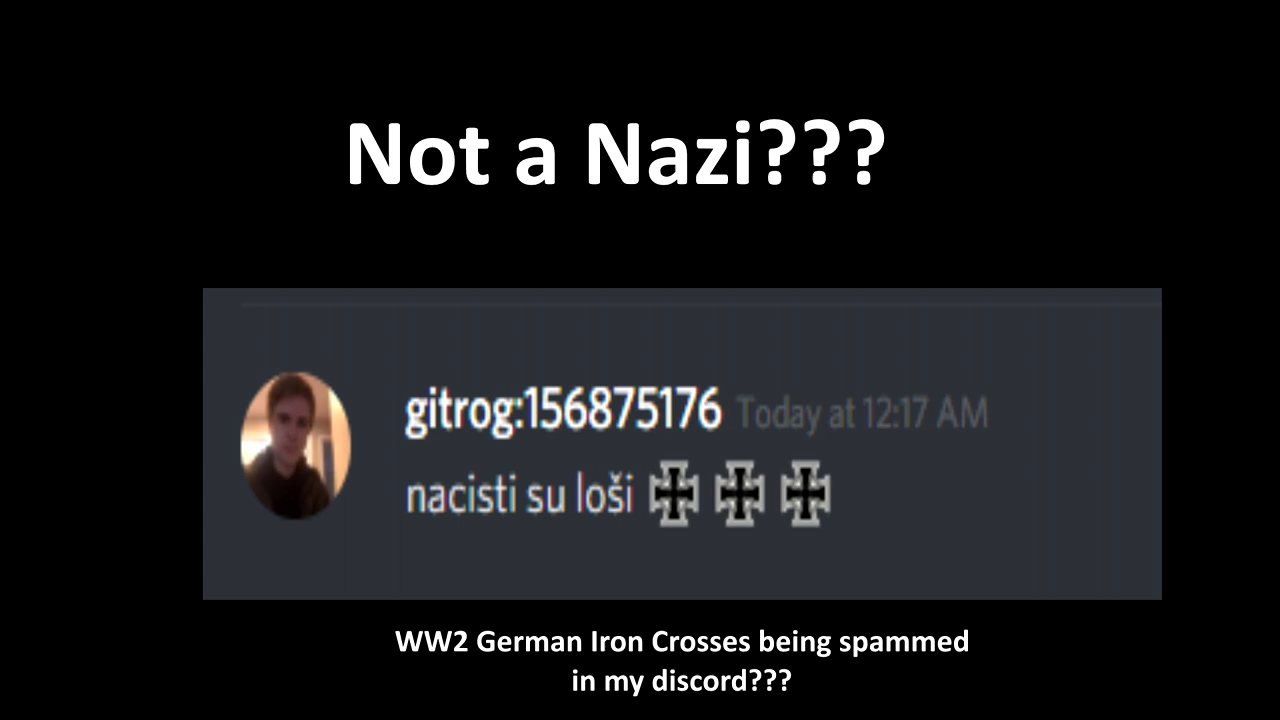 Not a Nazi???
gitrog:156875176 Today at 12:17 AM
nacisti su loši
WW2 German Iron Crosses being spammed
in my discord???